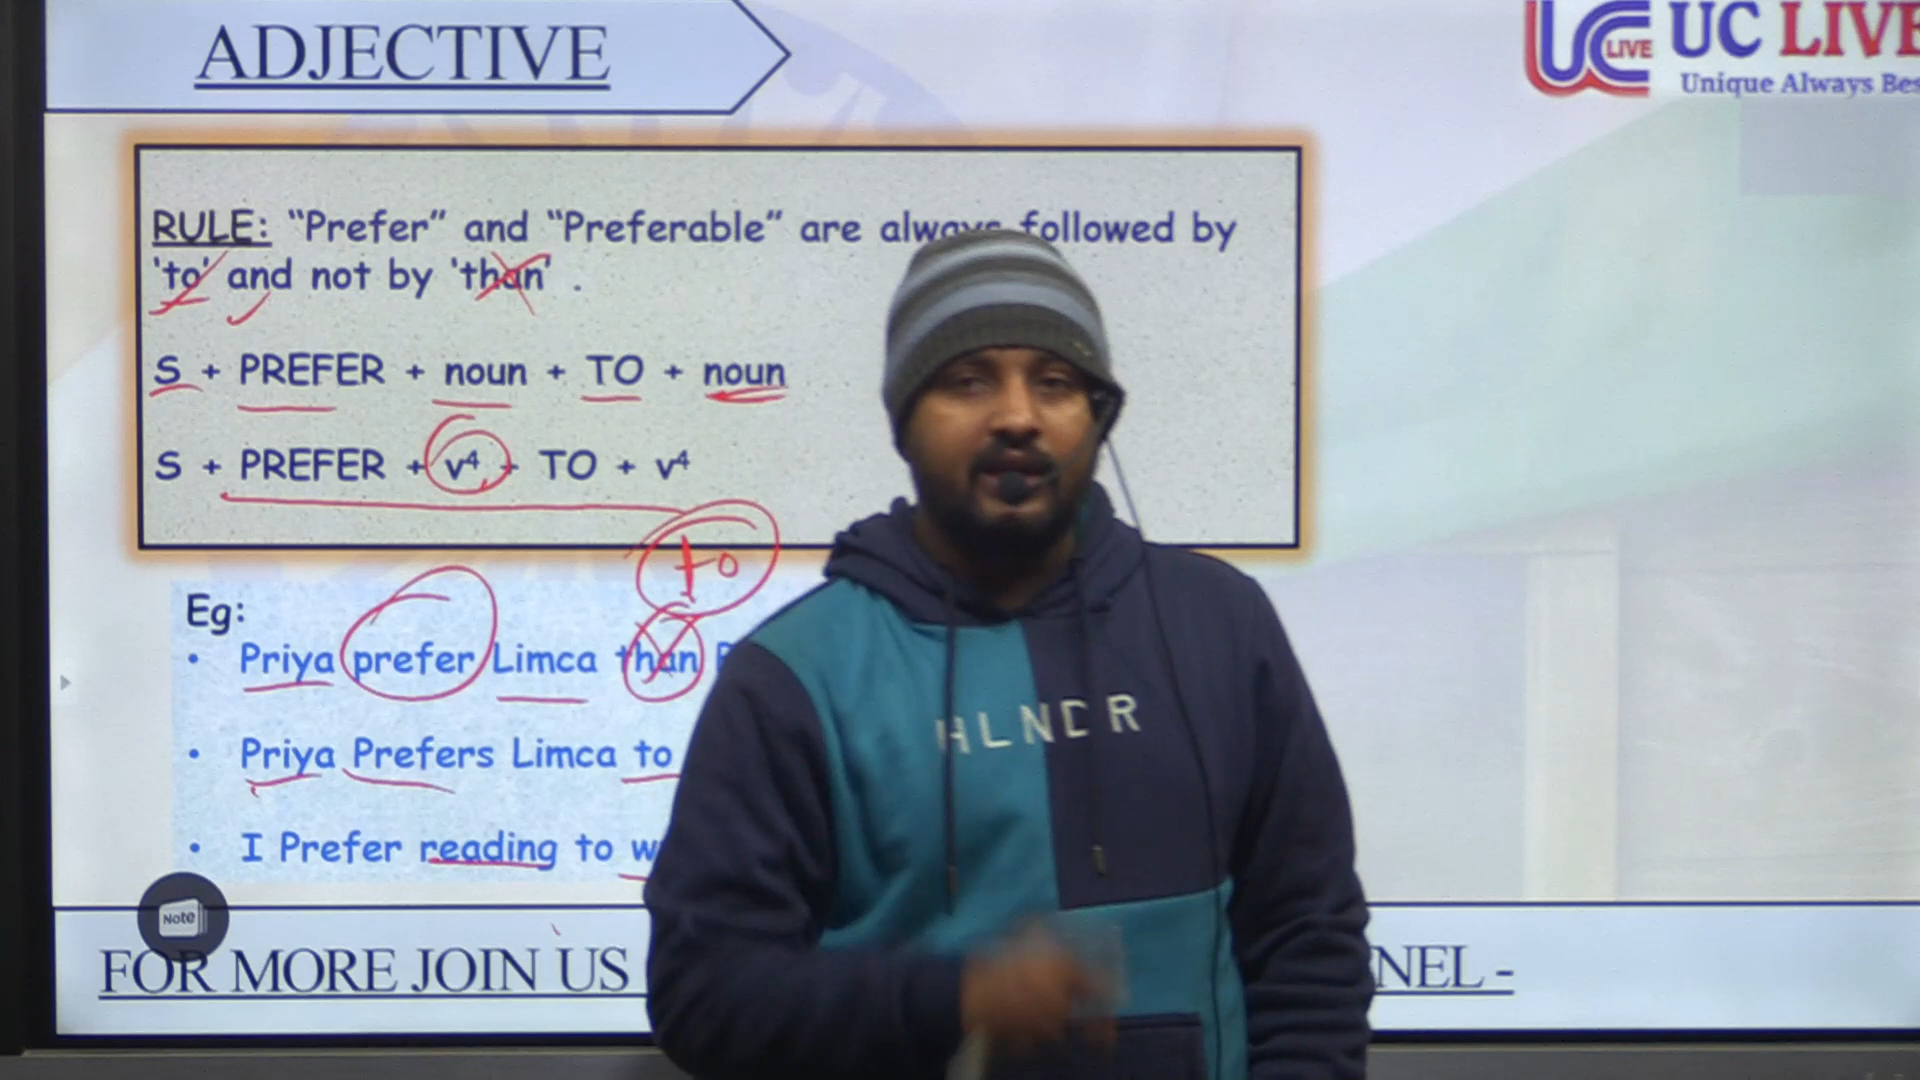 ADJECTIVE
LIVE
UC LIVE
Unique Always Bes
RULE: “Prefer” and “Preferable” are always followed by
‘to’ and not by ‘than’ .
S + PREFER + noun + TO + noun
S + PREFER + v⁴ + TO + v⁴
to
Eg:
• Priya prefer Limca than
• Priya Prefers Limca to
• I Prefer reading to
Note
FOR MORE JOIN US
NEL -
HLNDR